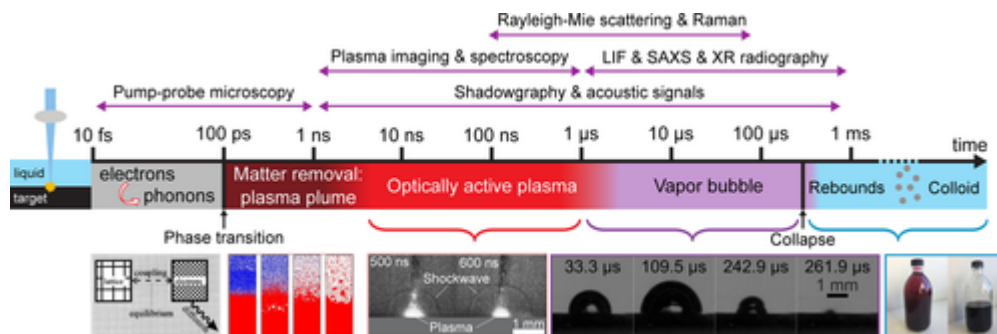 Rayleigh-Mie scattering & Raman
Plasma imaging & spectroscopy
LIF & SAXS & XR radiography
Pump-probe microscopy
Shadowgraphy & acoustic signals
10 fs
100 ps
1 ns
10 ns
100 ns
1 µs
10 µs
100 µs
1 ms
time
liquid
target
electrons
phonons
Matter removal:
plasma plume
Optically active plasma
Vapor bubble
Rebounds
Colloid
Phase transition
Collapse
coupling
equilibrium
500 ns
600 ns
Shockwave
Plasma
1 mm
33.3 µs
109.5 µs
242.9 µs
261.9 µs
1 mm